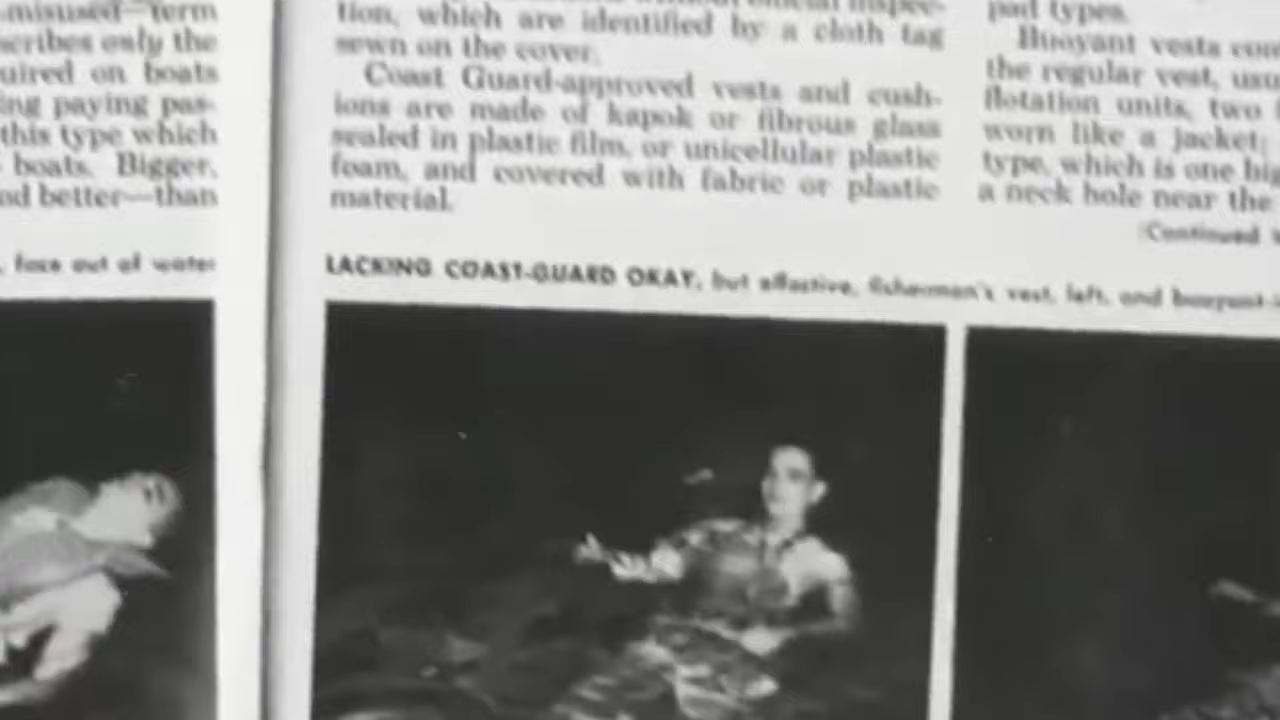 misused—term
scribes only the
uired on boats
ing paying pas-
this type which
boats. Bigger,
nd better—than
, face out of water
tion, which are identified by a cloth tag
sewn on the cover.
Coast Guard-approved vests and cush-
ions are made of kapok or fibrous glass
sealed in plastic film, or unicellular plastic
foam, and covered with fabric or plastic
material.
LACKING COAST-GUARD OKAY, but effective, fisherman's vest, left, and buoyant-
pad types.
Buoyant vests com
the regular vest, usu
flotation units, two
worn like a jacket;
type, which is one big
a neck hole near the
(Continued